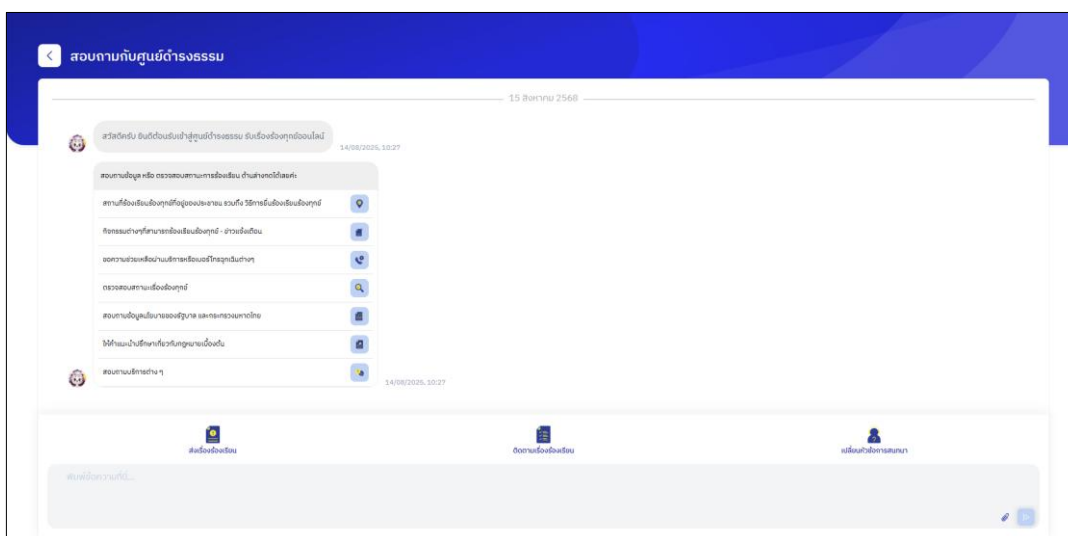 สอบถามกับศูนย์ดำรงธรรม
15 สิงหาคม 2568
สวัสดีครับ ยินดีต้อนรับเข้าสู่ศูนย์ดำรงธรรม รับเรื่องร้องทุกข์ออนไลน์
14/08/2025, 10:27
สอบถามข้อมูล หรือ ตรวจสอบสถานะการร้องเรียน ด้านล่างกดได้เลยค่ะ
สถานที่ร้องเรียนร้องทุกข์ที่อยู่ของประชาชน รวมทั้ง วิธีการยื่นร้องเรียนร้องทุกข์
กิจกรรมต่างๆที่สามารถร้องเรียนร้องทุกข์ - ข่าวแจ้งเตือน
ขอความช่วยเหลือผ่านบริการหรือเบอร์โทรฉุกเฉินต่างๆ
ตรวจสอบสถานะเรื่องร้องทุกข์
สอบถามข้อมูลนโยบายของรัฐบาล และกระทรวงมหาดไทย
ให้คำแนะนำปรึกษาเกี่ยวกับกฎหมายเบื้องต้น
สอบถามบริการต่าง ๆ
14/08/2025, 10:27
ส่งเรื่องร้องเรียน
ติดตามเรื่องร้องเรียน
เปลี่ยนหัวข้อการสนทนา
พิมพ์ข้อความที่นี่...